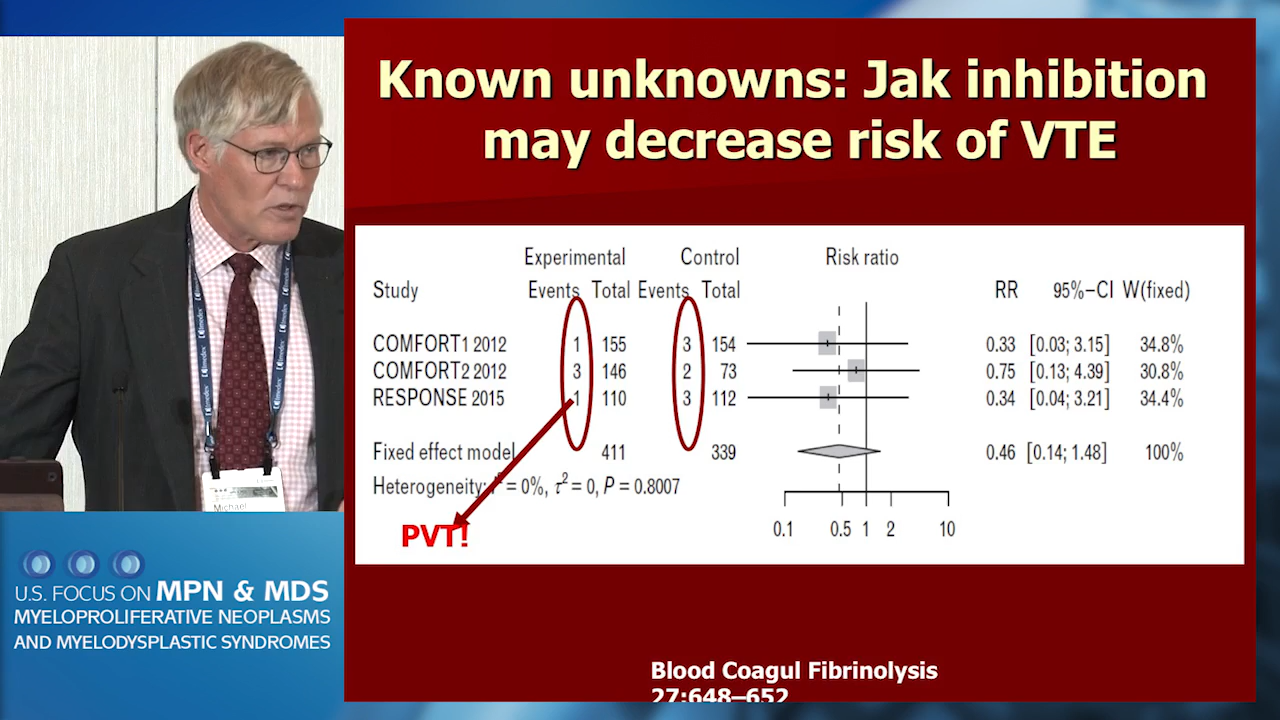 Known unknowns: Jak inhibition
may decrease risk of VTE
Experimental Control Risk ratio
Study Events Total Events Total RR 95%−CI W(fixed)
COMFORT1 2012 1 155 3 154 0.33 [0.03; 3.15] 34.8%
COMFORT2 2012 3 146 2 73 0.75 [0.13; 4.39] 30.8%
RESPONSE 2015 1 110 3 112 0.34 [0.04; 3.21] 34.4%
Fixed effect model 411 339 0.46 [0.14; 1.48] 100%
Heterogeneity: = 0%, τ² = 0, P = 0.8007
0.1 0.5 1 2 10
PVT!
Blood Coagul Fibrinolysis
27:648–652
Imedex
Imedex
Michael
U.S. FOCUS ON MPN & MDS
MYELOPROLIFERATIVE NEOPLASMS
AND MYELODYSPLASTIC SYNDROMES